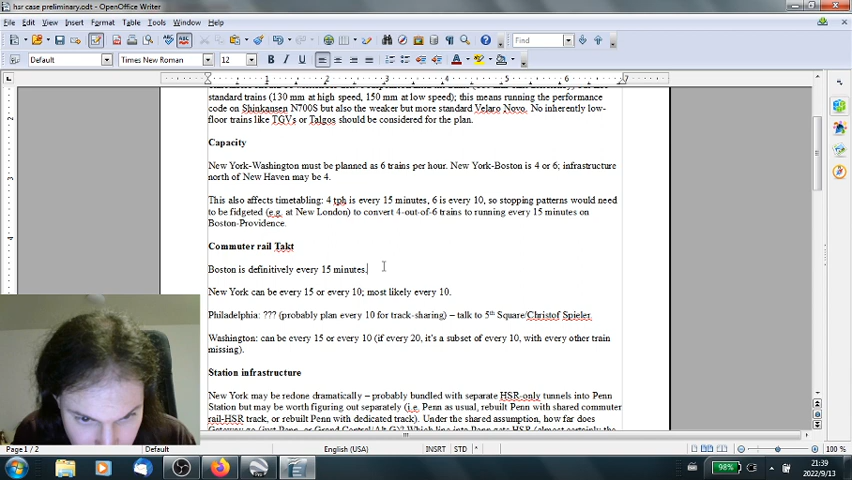 hsr case preliminary.odt - OpenOffice Writer
File Edit View Insert Format Table Tools Window Help
Find
Default Times New Roman 12
1 2 3 4 5 6 7
standard trains (130 mm at high speed, 150 mm at low speed); this means running the performance
code on Shinkansen N700S but also the weaker but more standard Velaro Novo. No inherently low-
floor trains like TGVs or Talgos should be considered for the plan.
Capacity
New York-Washington must be planned as 6 trains per hour. New York-Boston is 4 or 6; infrastructure
north of New Haven may be 4.
This also affects timetabling: 4 tph is every 15 minutes, 6 is every 10, so stopping patterns would need
to be fidgeted (e.g. at New London) to convert 4-out-of-6 trains to running every 15 minutes on
Boston-Providence.
Commuter rail Takt
Boston is definitively every 15 minutes.
New York can be every 15 or every 10; most likely every 10.
Philadelphia: ??? (probably plan every 10 for track-sharing) – talk to 5th Square/Christof Spieler.
Washington: can be every 15 or every 10 (if every 20, it's a subset of every 10, with every other train
missing).
Station infrastructure
New York may be redone dramatically – probably bundled with separate HSR-only tunnels into Penn
Station but may be worth figuring out separately (i.e. Penn as usual, rebuilt Penn with shared commuter
rail-HSR track, or rebuilt Penn with dedicated track). Under the shared assumption, how far does
Page 1 / 2 Default English (USA) INSRT STD 100 %
98% 21:39
2022/9/13